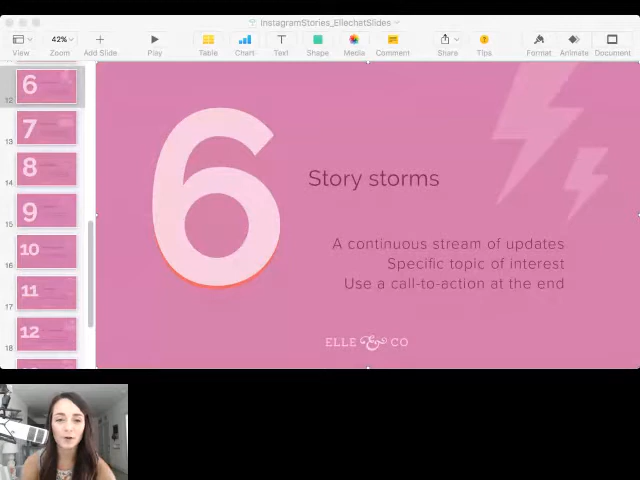 InstagramStories_EllechatSlides
42%
View Zoom Add Slide Play Table Chart Text Shape Media Comment Share Tips Format Animate Document
6
12
7
13
8
14
9
15
10
16
11
17
12
18
6
Story storms
A continuous stream of updates
Specific topic of interest
Use a call-to-action at the end
ELLE & CO